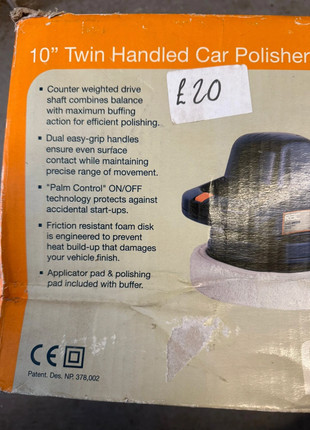 10" Twin Handled Car Polisher
£20
• Counter weighted drive
shaft combines balance
with maximum buffing
action for efficient polishing.
• Dual easy-grip handles
ensure even surface
contact while maintaining
precise range of movement.
• "Palm Control" ON/OFF
technology protects against
accidental start-ups.
• Friction resistant foam disk
is engineered to prevent
heat build-up that damages
your vehicle finish.
• Applicator pad & polishing
pad included with buffer.
CE
Patent. Des. NP. 378,002